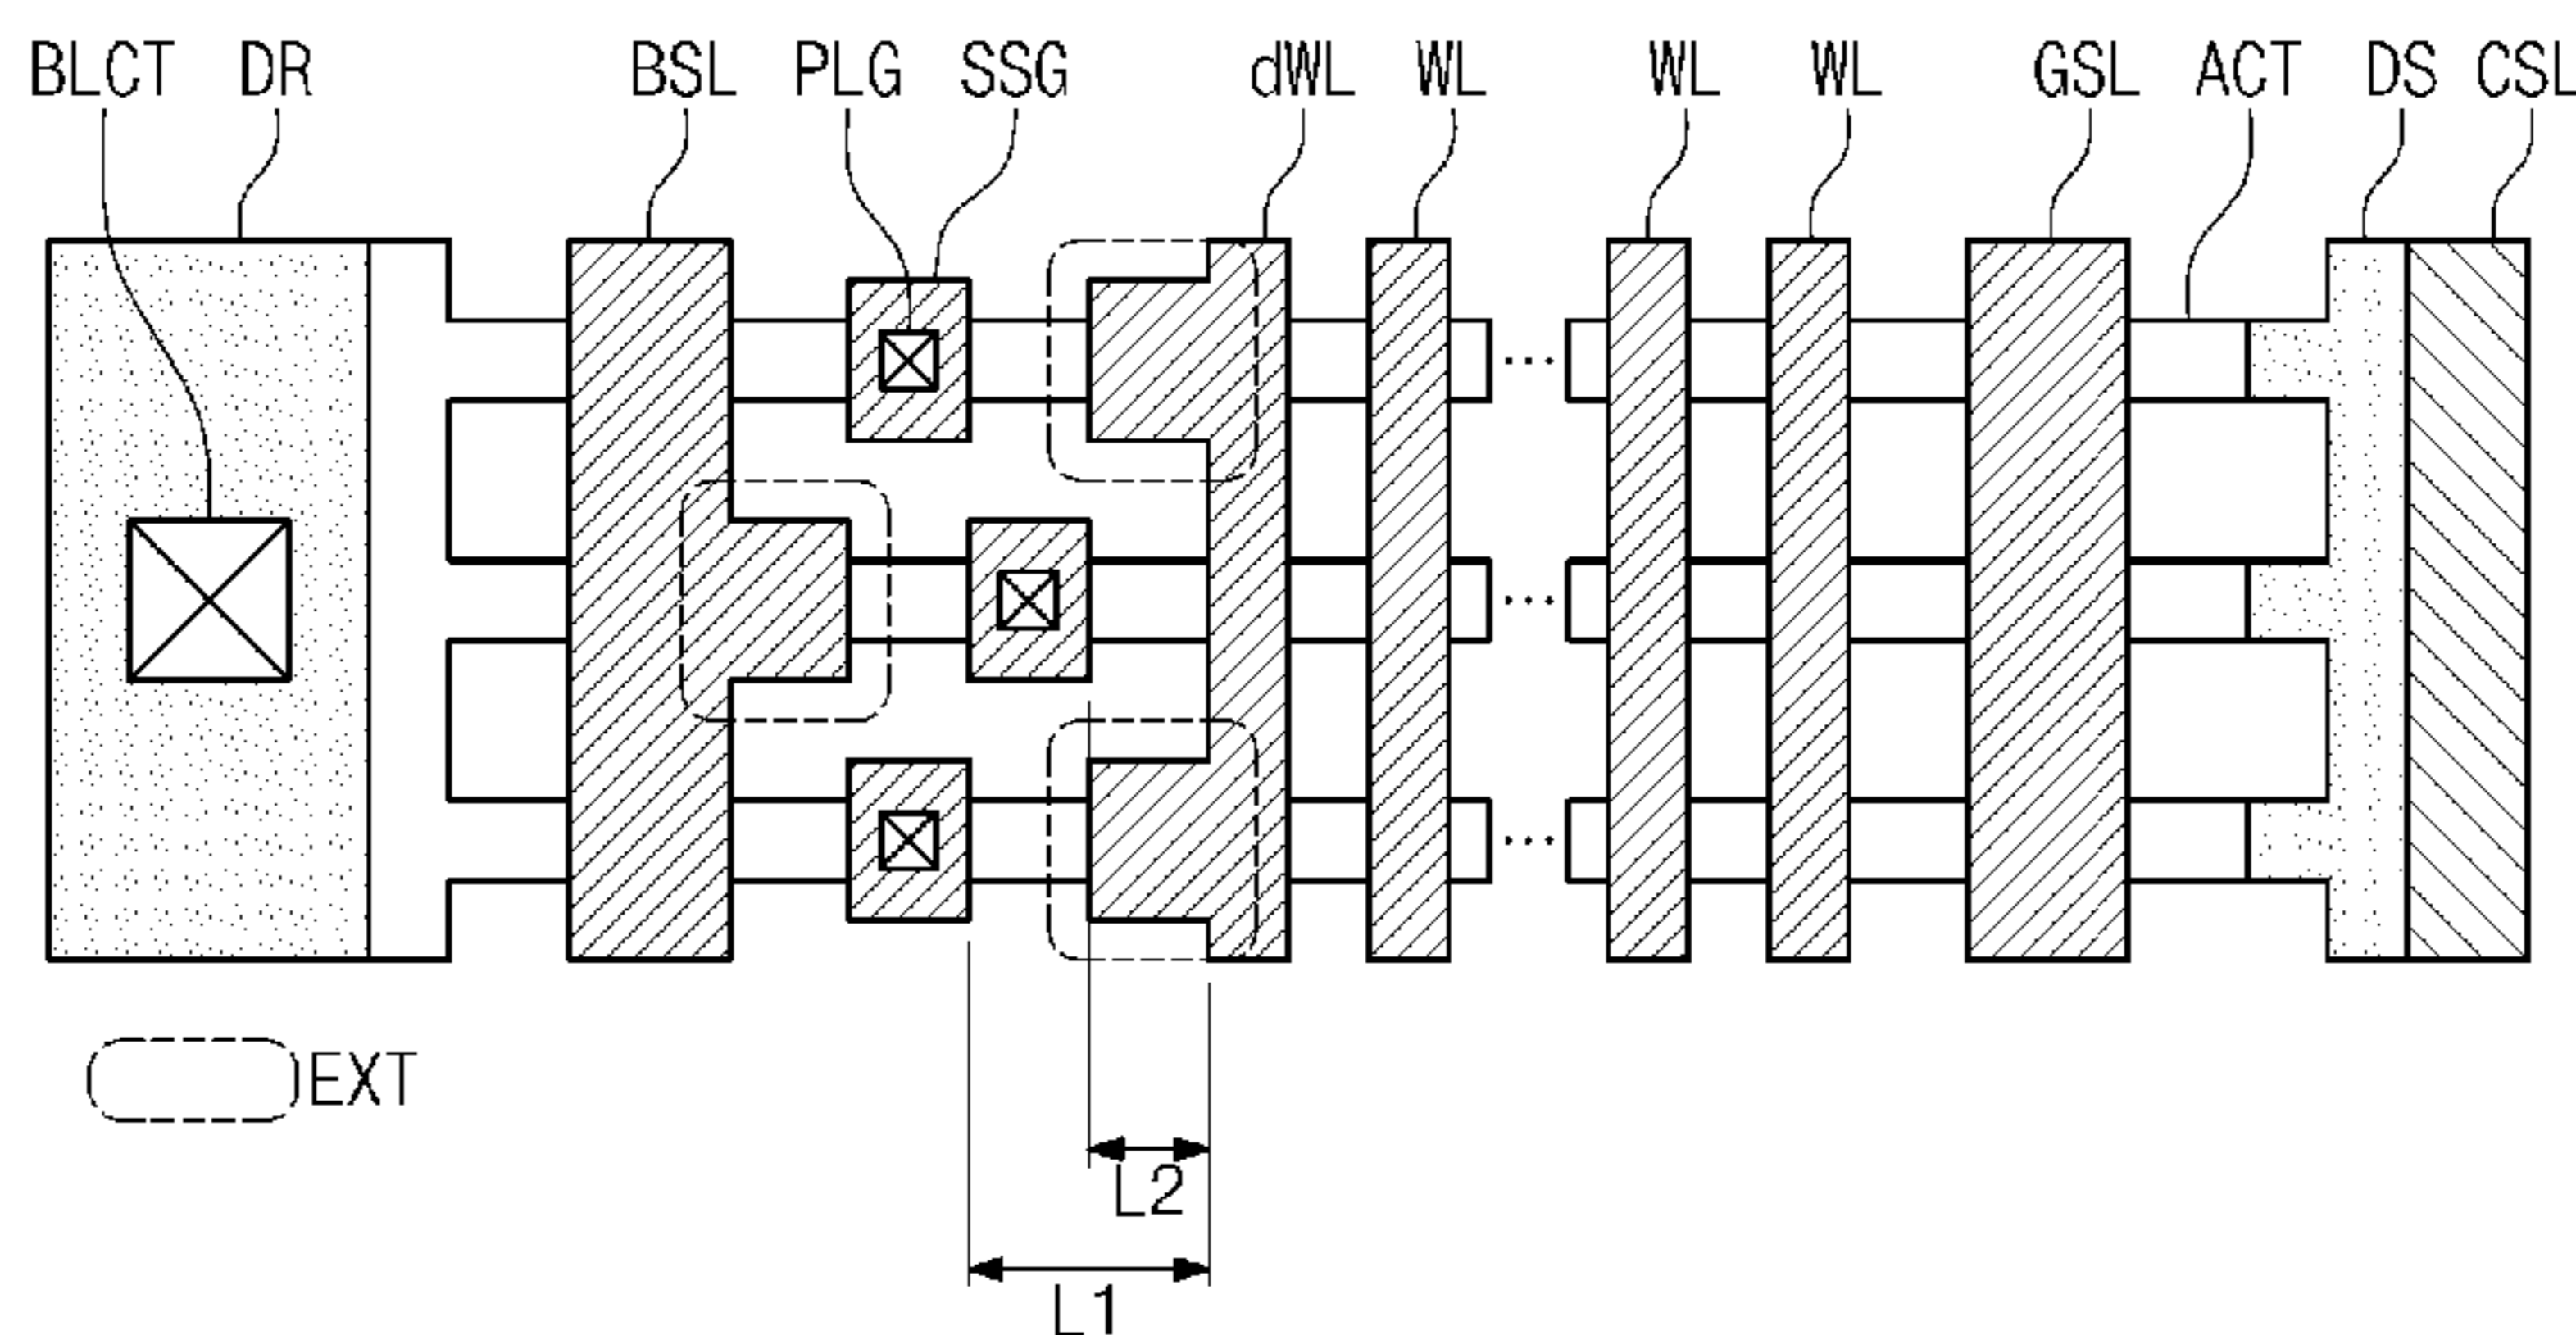 BLCT DR BSL PLG SSG dWL WL WL WL GSL ACT DS CSL
... 
...
...
EXT
L2
L1